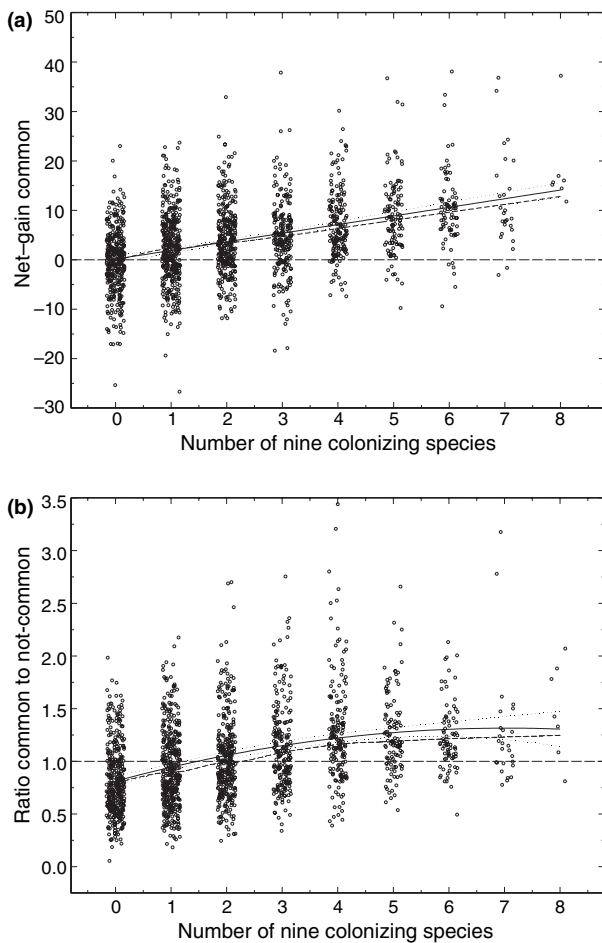 (a)
50
40
30
20
10
0
−10
−20
−30
Net−gain common
0 1 2 3 4 5 6 7 8
Number of nine colonizing species
(b)
3.5
3.0
2.5
2.0
1.5
1.0
0.5
0.0
Ratio common to not-common
0 1 2 3 4 5 6 7 8
Number of nine colonizing species